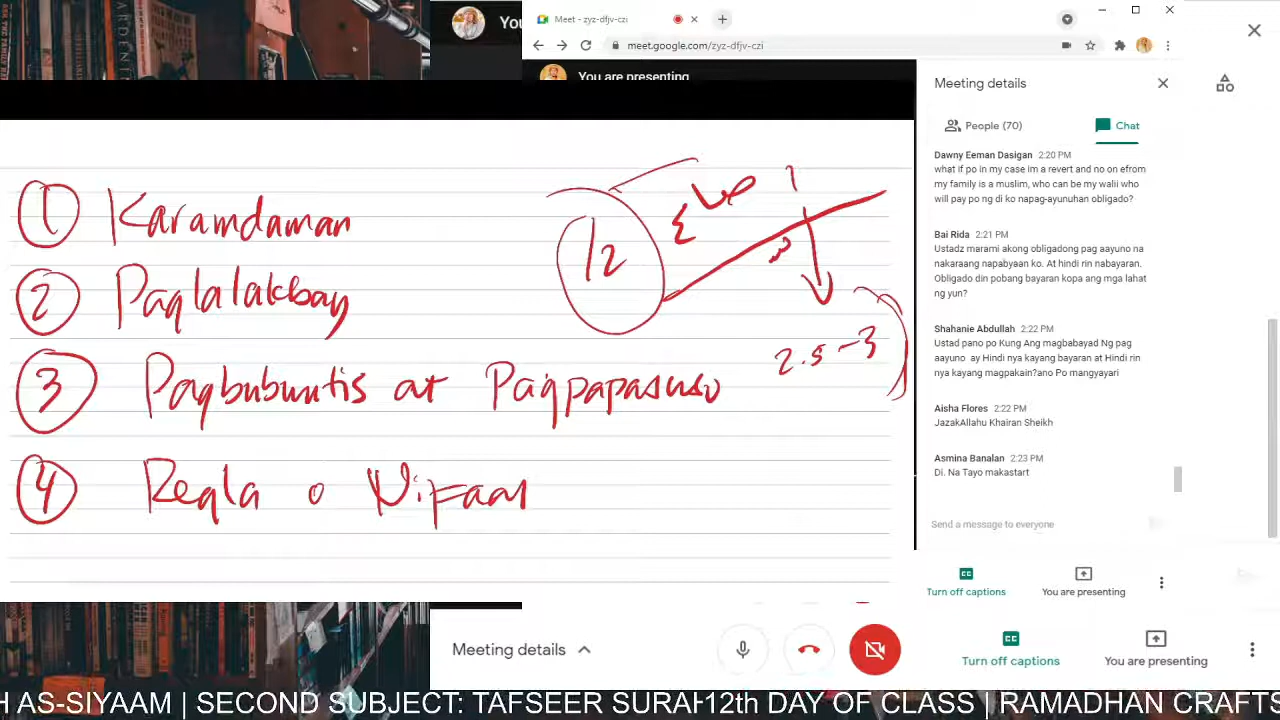 You
Meet - zyz-dfjv-czi
meet.google.com/zyz-dfjv-czi
You are presenting
Meeting details
People (70)
Chat
Dawny Eeman Dasigan 2:20 PM
what if po in my case im a revert and no on efrom
my family is a muslim, who can be my walii who
will pay po ng di ko napag-ayunuhan obligado?
Bai Rida 2:21 PM
Ustadz marami akong obligadong pag aayuno na
nakaraang napabyaan ko. At hindi rin nabayaran.
Obligado din pobang bayaran kopa ang mga lahat
ng yun?
Shahanie Abdullah 2:22 PM
Ustad pano po Kung Ang magbabayad Ng pag
aayuno ay Hindi nya kayang bayaran at Hindi rin
nya kayang magpakain?ano Po mangyayari
Aisha Flores 2:22 PM
JazakAllahu Khairan Sheikh
Asmina Banalan 2:23 PM
Di. Na Tayo makastart
Send a message to everyone
Turn off captions
You are presenting
1 Karamdaman
2 Paglalakbay
3 Pagbubuntis at Pagpapasuso
4 Regla o Nifaas
12
2.5-3
Meeting details
Turn off captions
You are presenting
H AS-SIYAAM | SECOND SUBJECT: TAFSEER SURAH 12th DAY OF CLASS | RAMADHAN CRAFTS